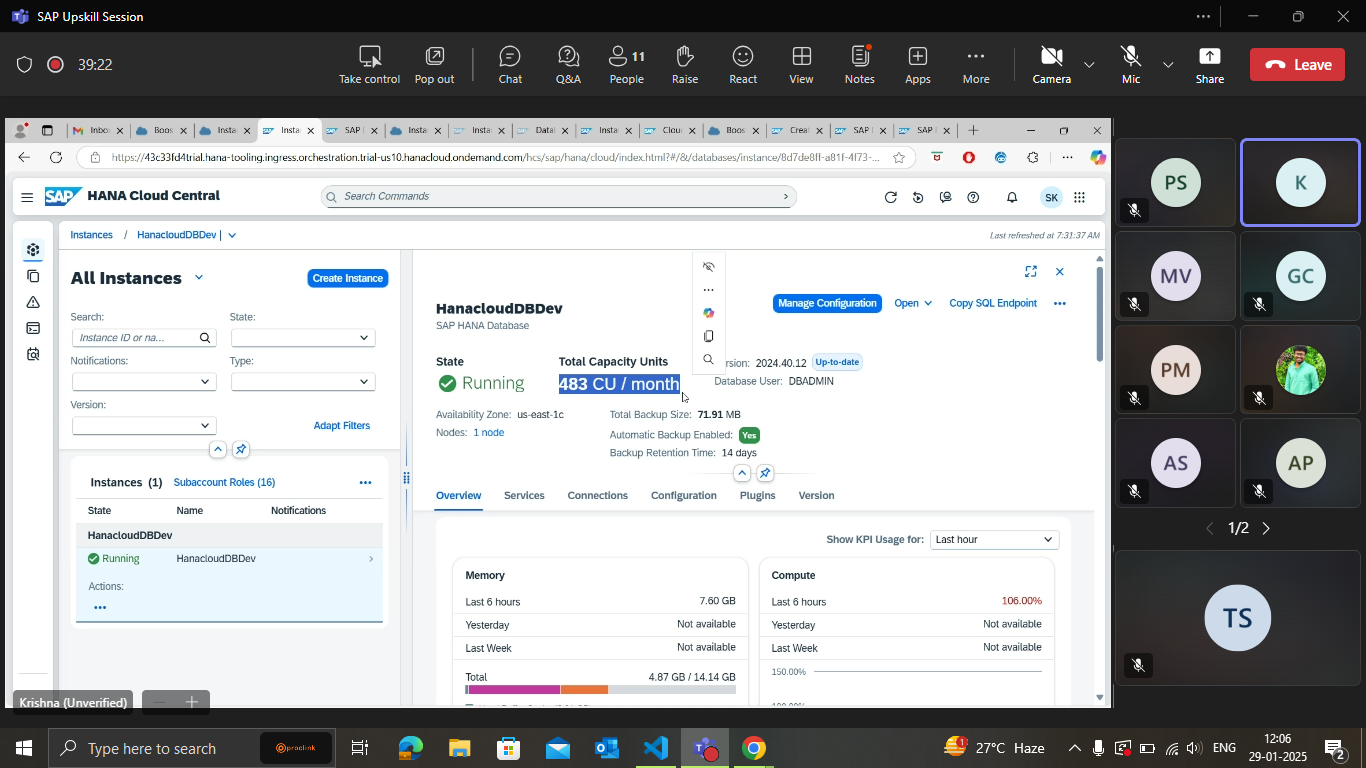 SAP Upskill Session
39:22
Take control
Pop out
Chat
Q&A
11
People
Raise
React
View
Notes
Apps
More
Camera
Mic
Share
Leave
Inbo
Boos
Insta
Insta
SAP
Insta
Instar
Datal
Insta
Clou
Boos
Creat
SAP
SAP
https://43c33fd4trial.hana-tooling.ingress.orchestration.trial-us10.hanacloud.ondemand.com/hcs/sap/hana/cloud/index.html?#/&/databases/instance/8d7de8ff-a81f-4f73-...
SAP HANA Cloud Central
Search Commands
SK
Instances / HanacloudDBDev |
Last refreshed at 7:31:37 AM
All Instances
Create Instance
Search:
State:
Instance ID or na...
Notifications:
Type:
Version:
Adapt Filters
Instances (1) Subaccount Roles (16)
State Name Notifications
HanacloudDBDev
Running HanacloudDBDev
Actions:
HanacloudDBDev
SAP HANA Database
Manage Configuration Open Copy SQL Endpoint
State
Running
Total Capacity Units
483 CU / month
rsion: 2024.40.12 Up-to-date
Database User: DBADMIN
Availability Zone: us-east-1c
Nodes: 1 node
Total Backup Size: 71.91 MB
Automatic Backup Enabled: Yes
Backup Retention Time: 14 days
Overview Services Connections Configuration Plugins Version
Show KPI Usage for: Last hour
Memory
Last 6 hours 7.60 GB
Yesterday Not available
Last Week Not available
Total 4.87 GB / 14.14 GB
Compute
Last 6 hours 106.00%
Yesterday Not available
Last Week Not available
150.00%
Krishna (Unverified)
PS
K
MV
GC
PM
AS
AP
1/2
TS
Type here to search
proclink
27°C Haze
ENG
12:06
29-01-2025
2